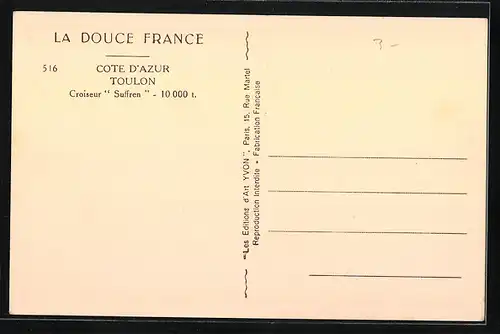 LA DOUCE FRANCE
516 COTE D'AZUR
TOULON
Croiseur " Suffren " - 10 000 t.
"Les Editions d'Art YVON", Paris, 15, Rue Martel
Reproduction Interdite - Fabrication Française
3-